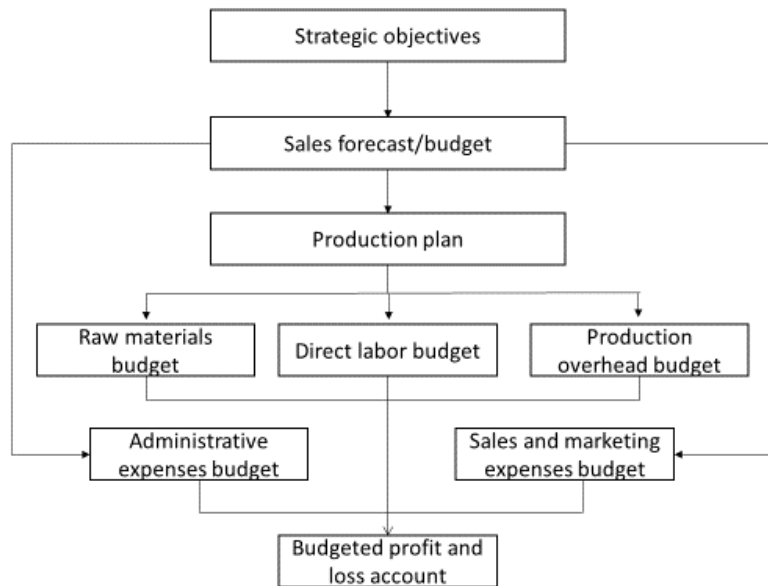 Strategic objectives
Sales forecast/budget
Production plan
Raw materials
budget
Direct labor budget
Production
overhead budget
Administrative
expenses budget
Sales and marketing
expenses budget
Budgeted profit and
loss account